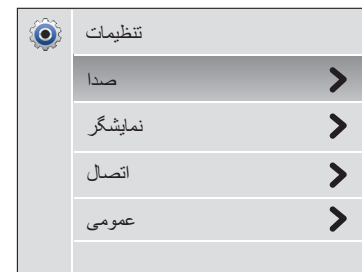 تنظیمات
صدا
نمایشگر
اتصال
عمومی